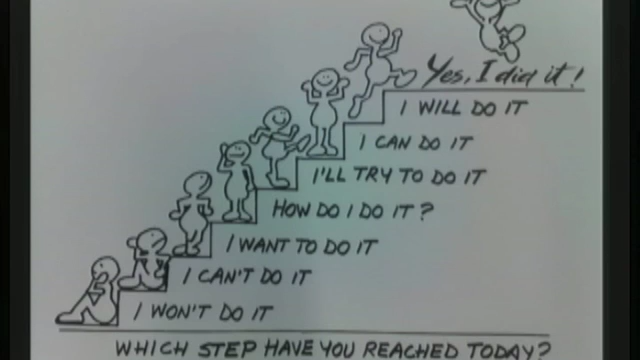 Yes, I did it!
I WILL DO IT
I CAN DO IT
I'LL TRY TO DO IT
HOW DO I DO IT?
I WANT TO DO IT
I CAN'T DO IT
I WON'T DO IT
WHICH STEP HAVE YOU REACHED TODAY?